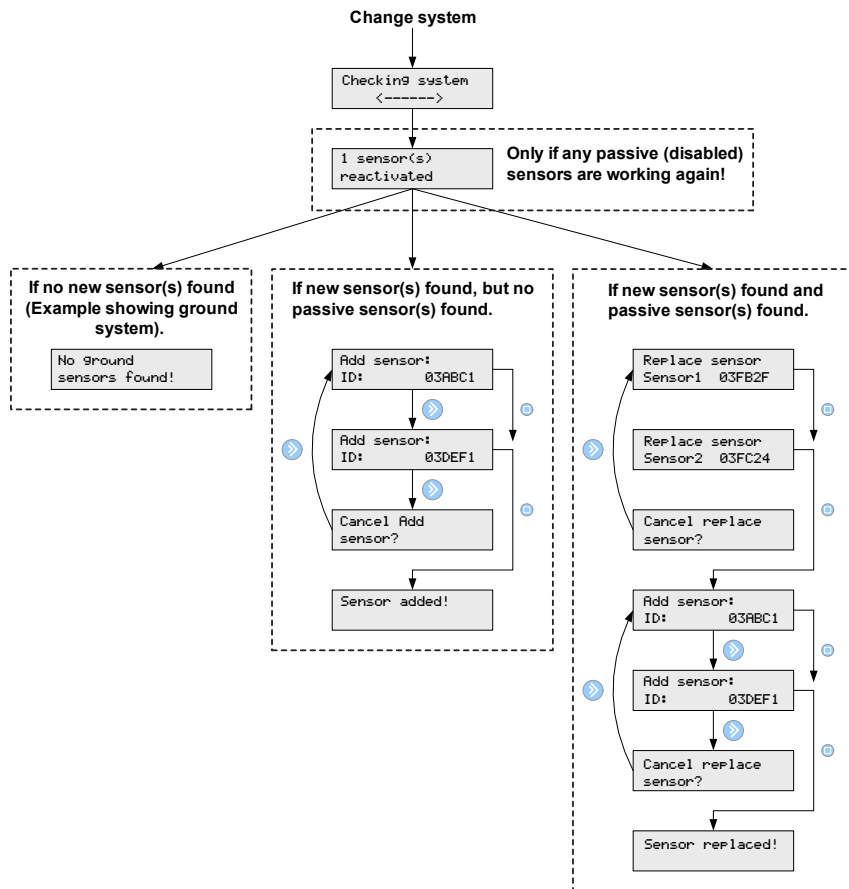 Change system
Checking system
<------>
1 sensor(s)
reactivated
Only if any passive (disabled)
sensors are working again!
If no new sensor(s) found
(Example showing ground
system).
No ground
sensors found!
If new sensor(s) found, but no
passive sensor(s) found.
Add sensor:
ID: 03ABC1
Add sensor:
ID: 03DEF1
Cancel Add
sensor?
Sensor added!
If new sensor(s) found and
passive sensor(s) found.
Replace sensor
Sensor1 03FB2F
Replace sensor
Sensor2 03FC24
Cancel replace
sensor?
Add sensor:
ID: 03ABC1
Add sensor:
ID: 03DEF1
Cancel replace
sensor?
Sensor replaced!